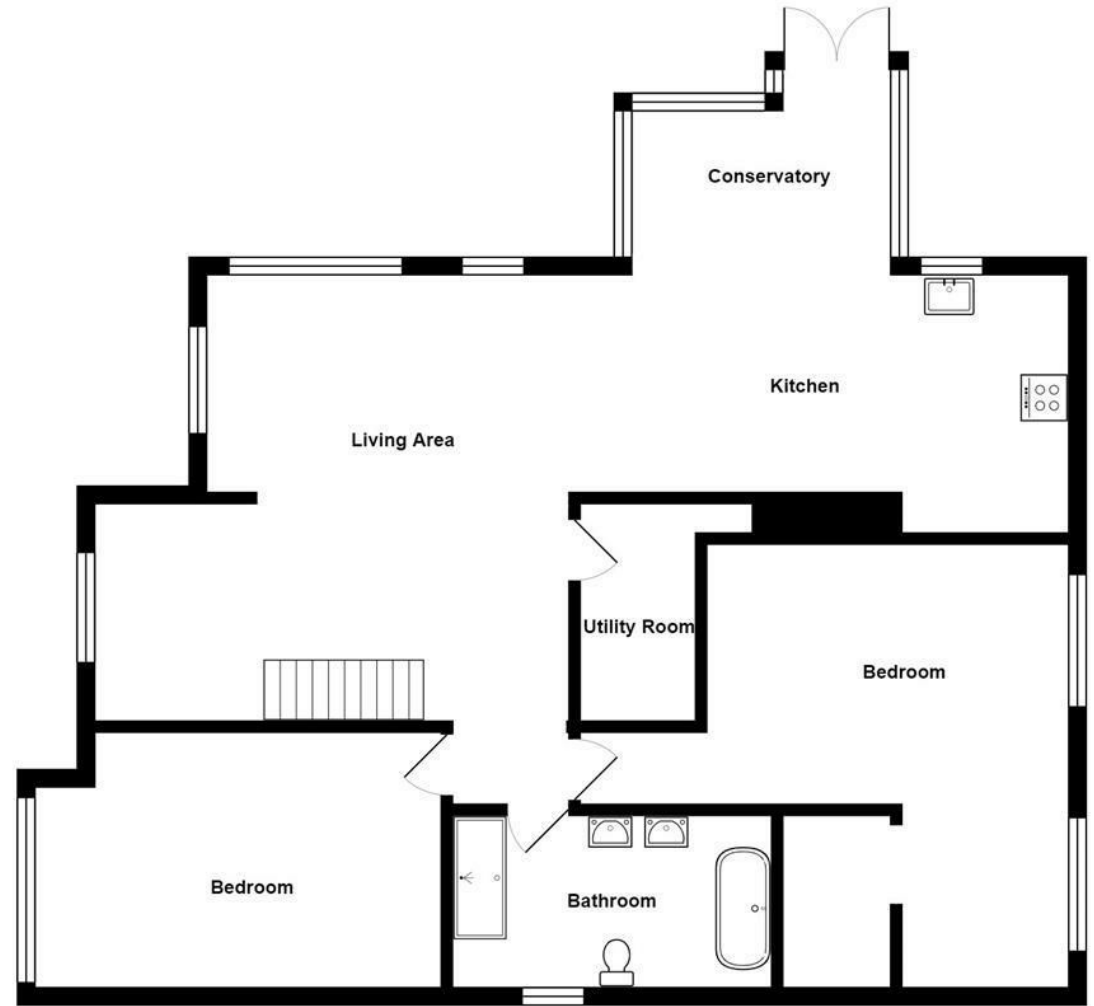 Conservatory
Kitchen
Living Area
Utility Room
Bedroom
Bedroom
Bathroom